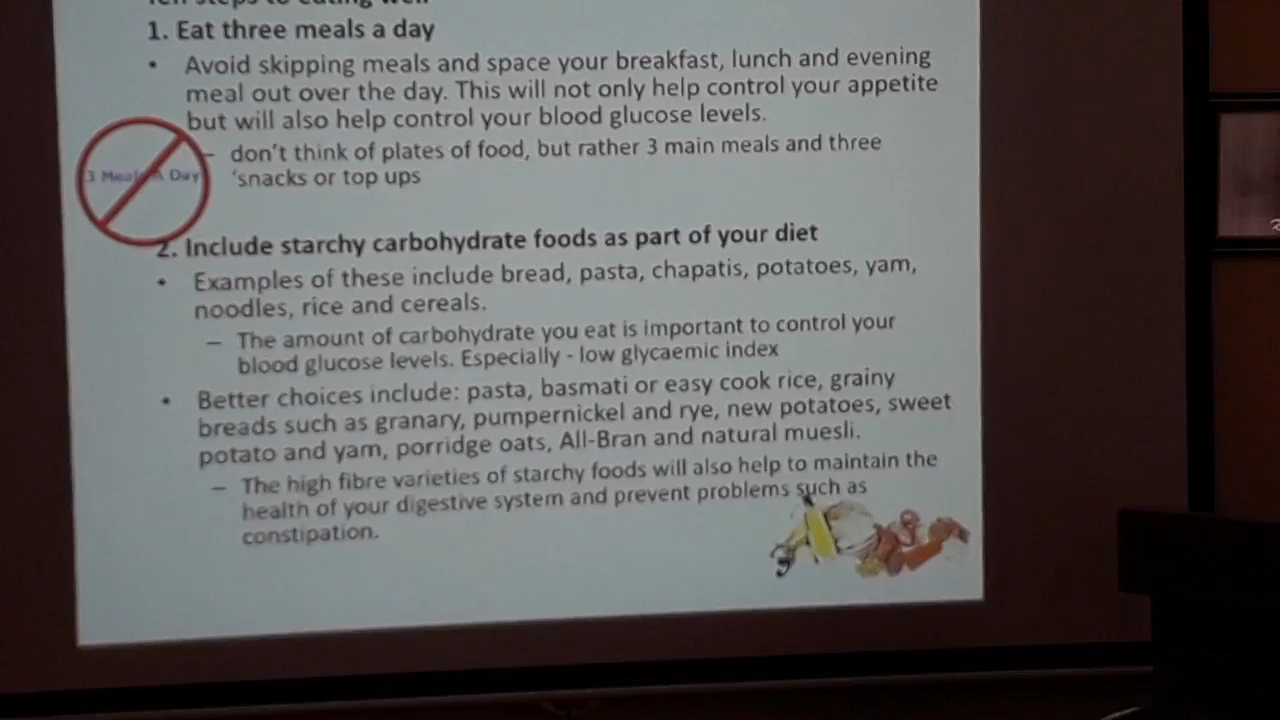 Ten steps to eating well
1. Eat three meals a day
• Avoid skipping meals and space your breakfast, lunch and evening
meal out over the day. This will not only help control your appetite
but will also help control your blood glucose levels.
– don't think of plates of food, but rather 3 main meals and three
'snacks or top ups
3 Meals A Day
2. Include starchy carbohydrate foods as part of your diet
• Examples of these include bread, pasta, chapatis, potatoes, yam,
noodles, rice and cereals.
– The amount of carbohydrate you eat is important to control your
blood glucose levels. Especially - low glycaemic index
• Better choices include: pasta, basmati or easy cook rice, grainy
breads such as granary, pumpernickel and rye, new potatoes, sweet
potato and yam, porridge oats, All-Bran and natural muesli.
– The high fibre varieties of starchy foods will also help to maintain the
health of your digestive system and prevent problems such as
constipation.